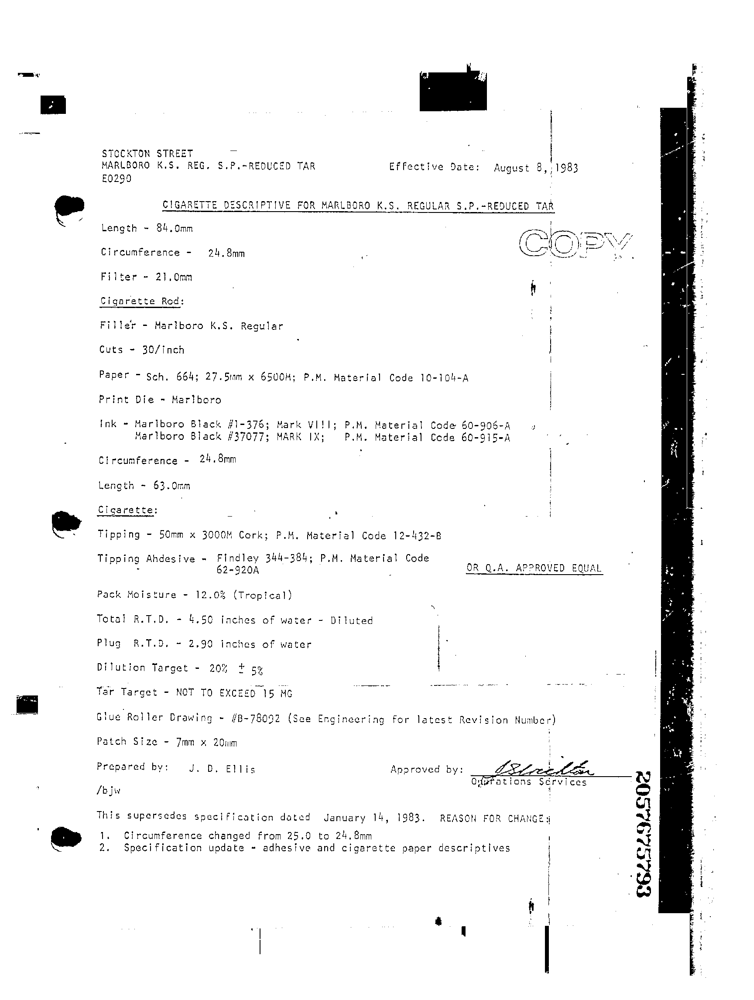 STOCKTON STREET
MARLBORO K.S. REG. S.P.-REDUCED TAR Effective Date: August 8, 1983
E0290
CIGARETTE DESCRIPTIVE FOR MARLBORO K.S. REGULAR S.P.-REDUCED TAR
Length - 84.0mm
COPY
Circumference - 24.8mm
Filter - 21.0mm
Cigarette Rod:
Filler - Marlboro K.S. Regular
Cuts - 30/inch
Paper - Sch. 664; 27.5mm x 6500M; P.M. Material Code 10-104-A
Print Die - Marlboro
Ink - Marlboro Black #1-376; Mark VIII; P.M. Material Code 60-906-A
Marlboro Black #37077; MARK IX; P.M. Material Code 60-915-A
Circumference - 24.8mm
Length - 63.0mm
Cigarette:
Tipping - 50mm x 3000M Cork; P.M. Material Code 12-432-B
Tipping Ahdesive - Findley 344-384; P.M. Material Code
62-920A OR Q.A. APPROVED EQUAL
Pack Moisture - 12.0% (Tropical)
Total R.T.D. - 4.50 inches of water - Diluted
Plug R.T.D. - 2.90 inches of water
Dilution Target - 20% ± 5%
Tar Target - NOT TO EXCEED 15 MG
Glue Roller Drawing - #B-78092 (See Engineering for latest Revision Number)
Patch Size - 7mm x 20mm
Prepared by: J. D. Ellis Approved by:
Operations Services
/bjw
This supersedes specification dated January 14, 1983. REASON FOR CHANGE:
1. Circumference changed from 25.0 to 24.8mm
2. Specification update - adhesive and cigarette paper descriptives
2057675793